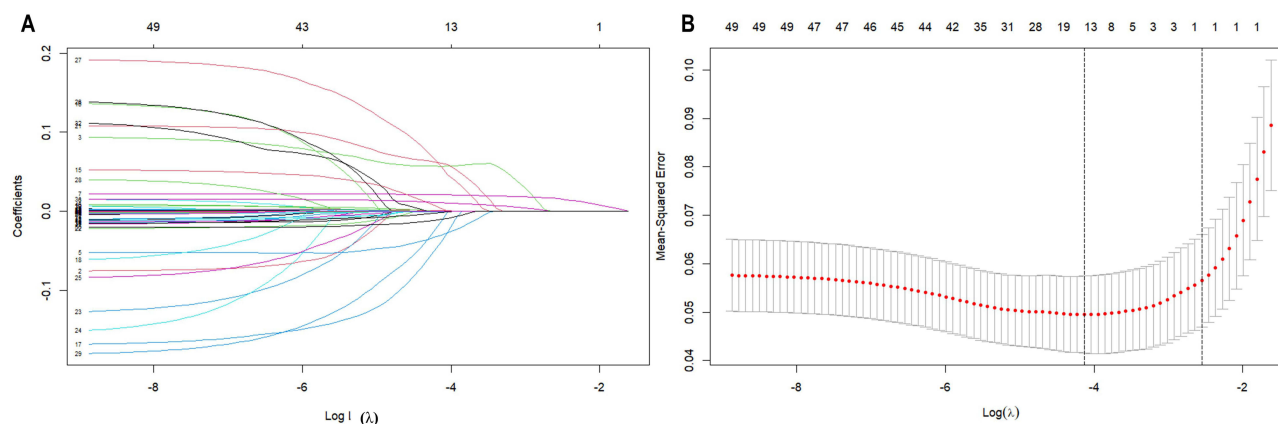 A
49 43 13 1
0.2
0.1
0.0
-0.1
Coefficients
27
3
15
28
7
5
18
2
25
23
24
17
29
-8 -6 -4 -2
Log l (λ)
B
49 49 49 47 47 46 45 44 42 35 31 28 19 13 8 5 3 3 1 1 1 1
0.10
0.09
0.08
0.07
0.06
0.05
0.04
Mean-Squared Error
-8 -6 -4 -2
Log(λ)